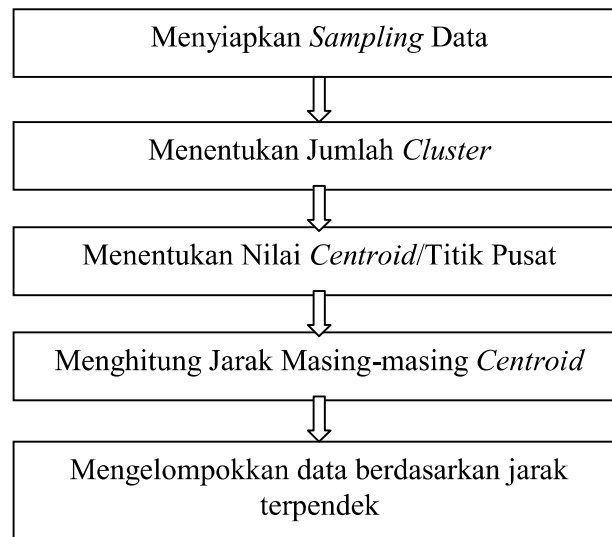 Menyiapkan Sampling Data
Menentukan Jumlah Cluster
Menentukan Nilai Centroid/Titik Pusat
Menghitung Jarak Masing-masing Centroid
Mengelompokkan data berdasarkan jarak
terpendek